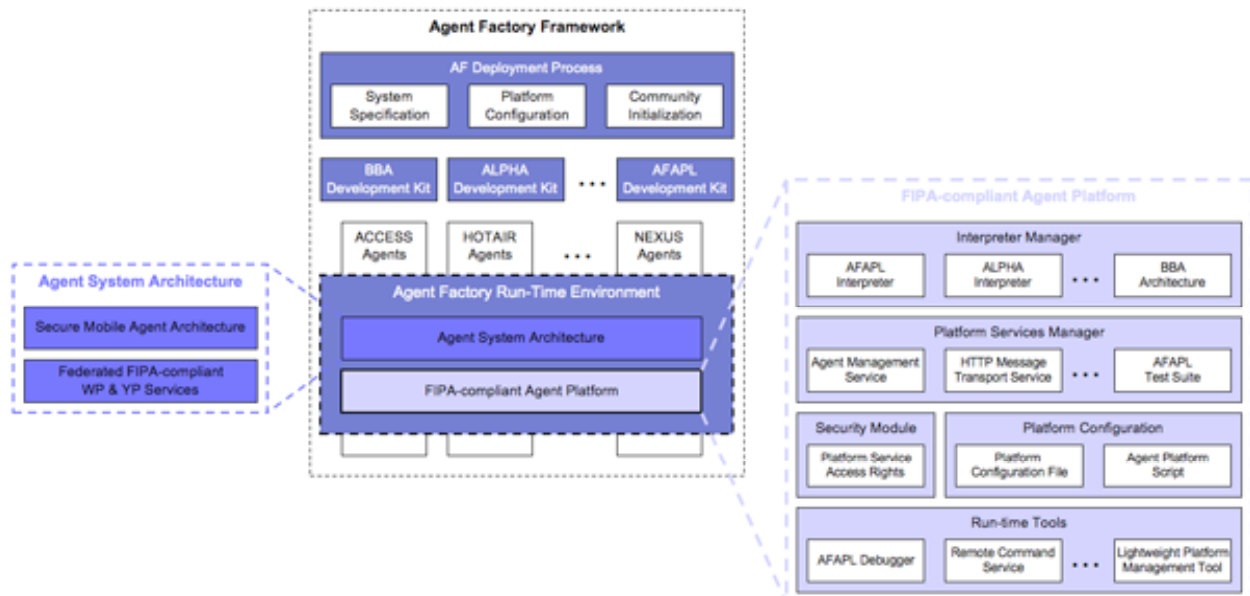 Agent Factory Framework
AF Deployment Process
System
Specification
Platform
Configuration
Community
Initialization
BBA
Development Kit
ALPHA
Development Kit
• • •
AFAPL
Development Kit
ACCESS
Agents
HOTAIR
Agents
• • •
NEXUS
Agents
Agent Factory Run-Time Environment
Agent System Architecture
FIPA-compliant Agent Platform
Agent System Architecture
Secure Mobile Agent Architecture
Federated FIPA-compliant
WP & YP Services
FIPA-compliant Agent Platform
Interpreter Manager
AFAPL
Interpreter
ALPHA
Interpreter
• • •
BBA
Architecture
Platform Services Manager
Agent Management
Service
HTTP Message
Transport Service
• • •
AFAPL
Test Suite
Security Module
Platform Service
Access Rights
Platform Configuration
Platform
Configuration File
Agent Platform
Script
Run-time Tools
AFAPL Debugger
Remote Command
Service
• • •
Lightweight Platform
Management Tool